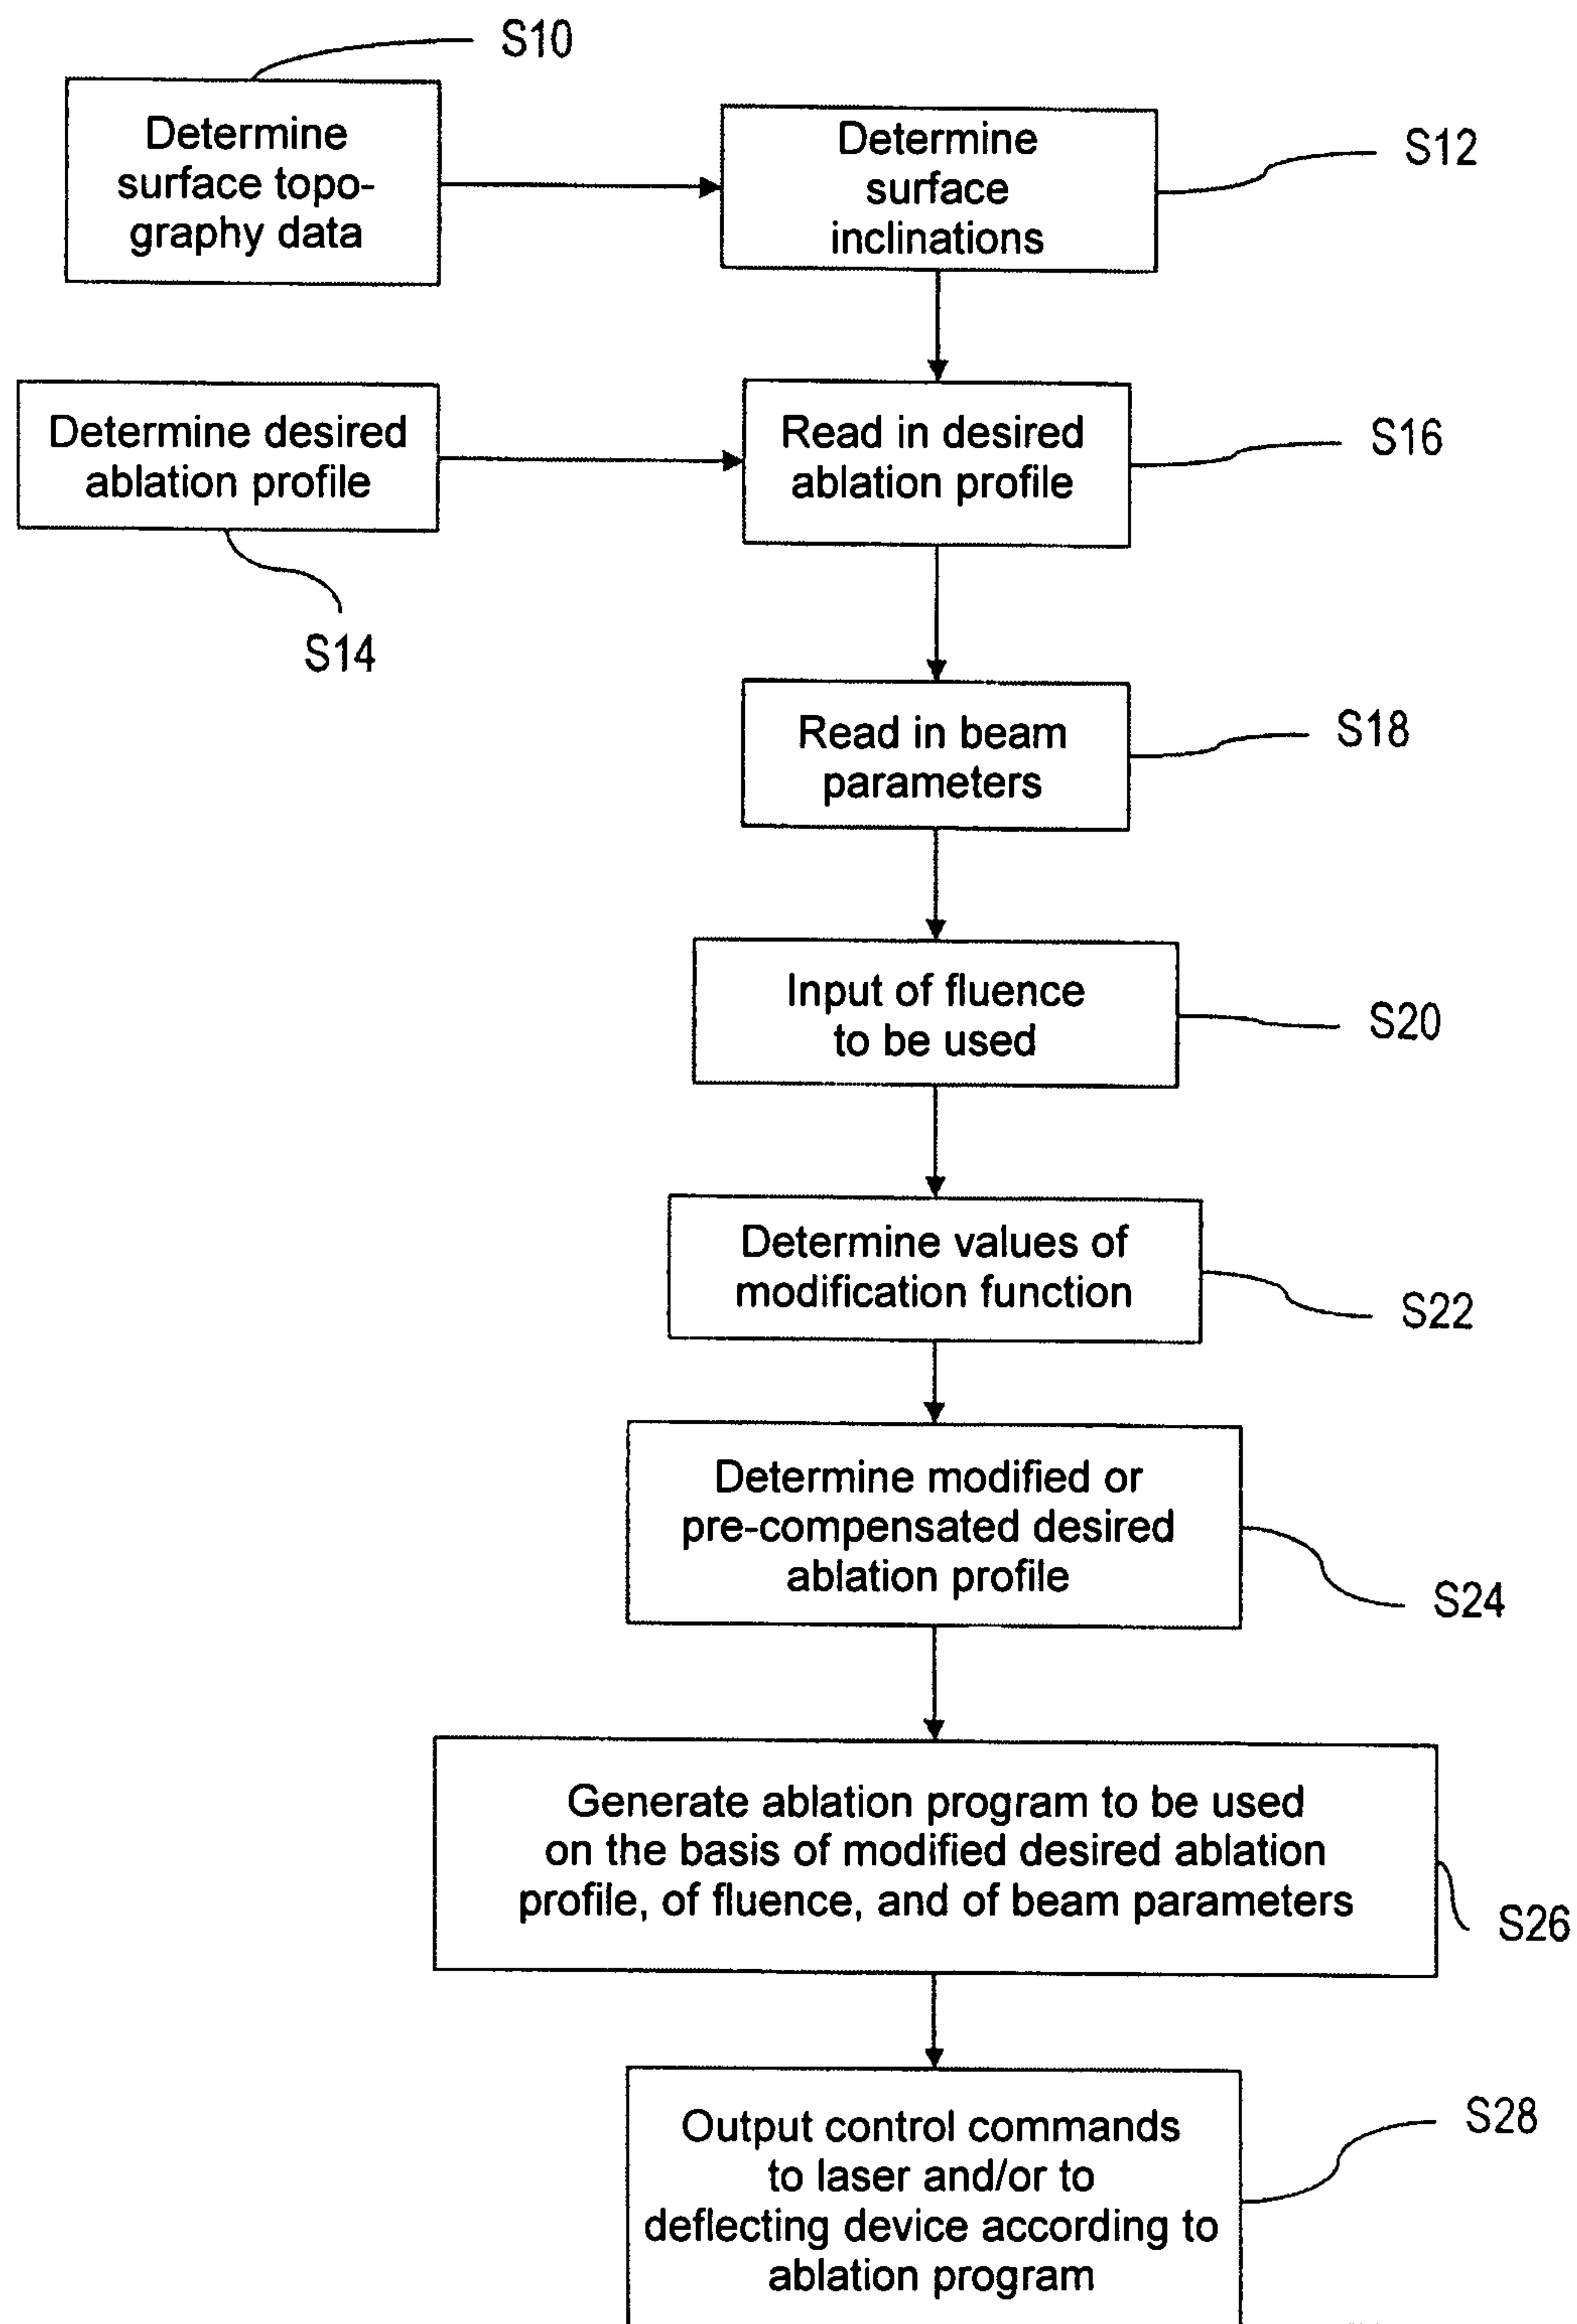 S10
Determine
surface topo-
graphy data
Determine
surface
inclinations
S12
Determine desired
ablation profile
S14
Read in desired
ablation profile
S16
Read in beam
parameters
S18
Input of fluence
to be used
S20
Determine values of
modification function
S22
Determine modified or
pre-compensated desired
ablation profile
S24
Generate ablation program to be used
on the basis of modified desired ablation
profile, of fluence, and of beam parameters
S26
Output control commands
to laser and/or to
deflecting device according to
ablation program
S28